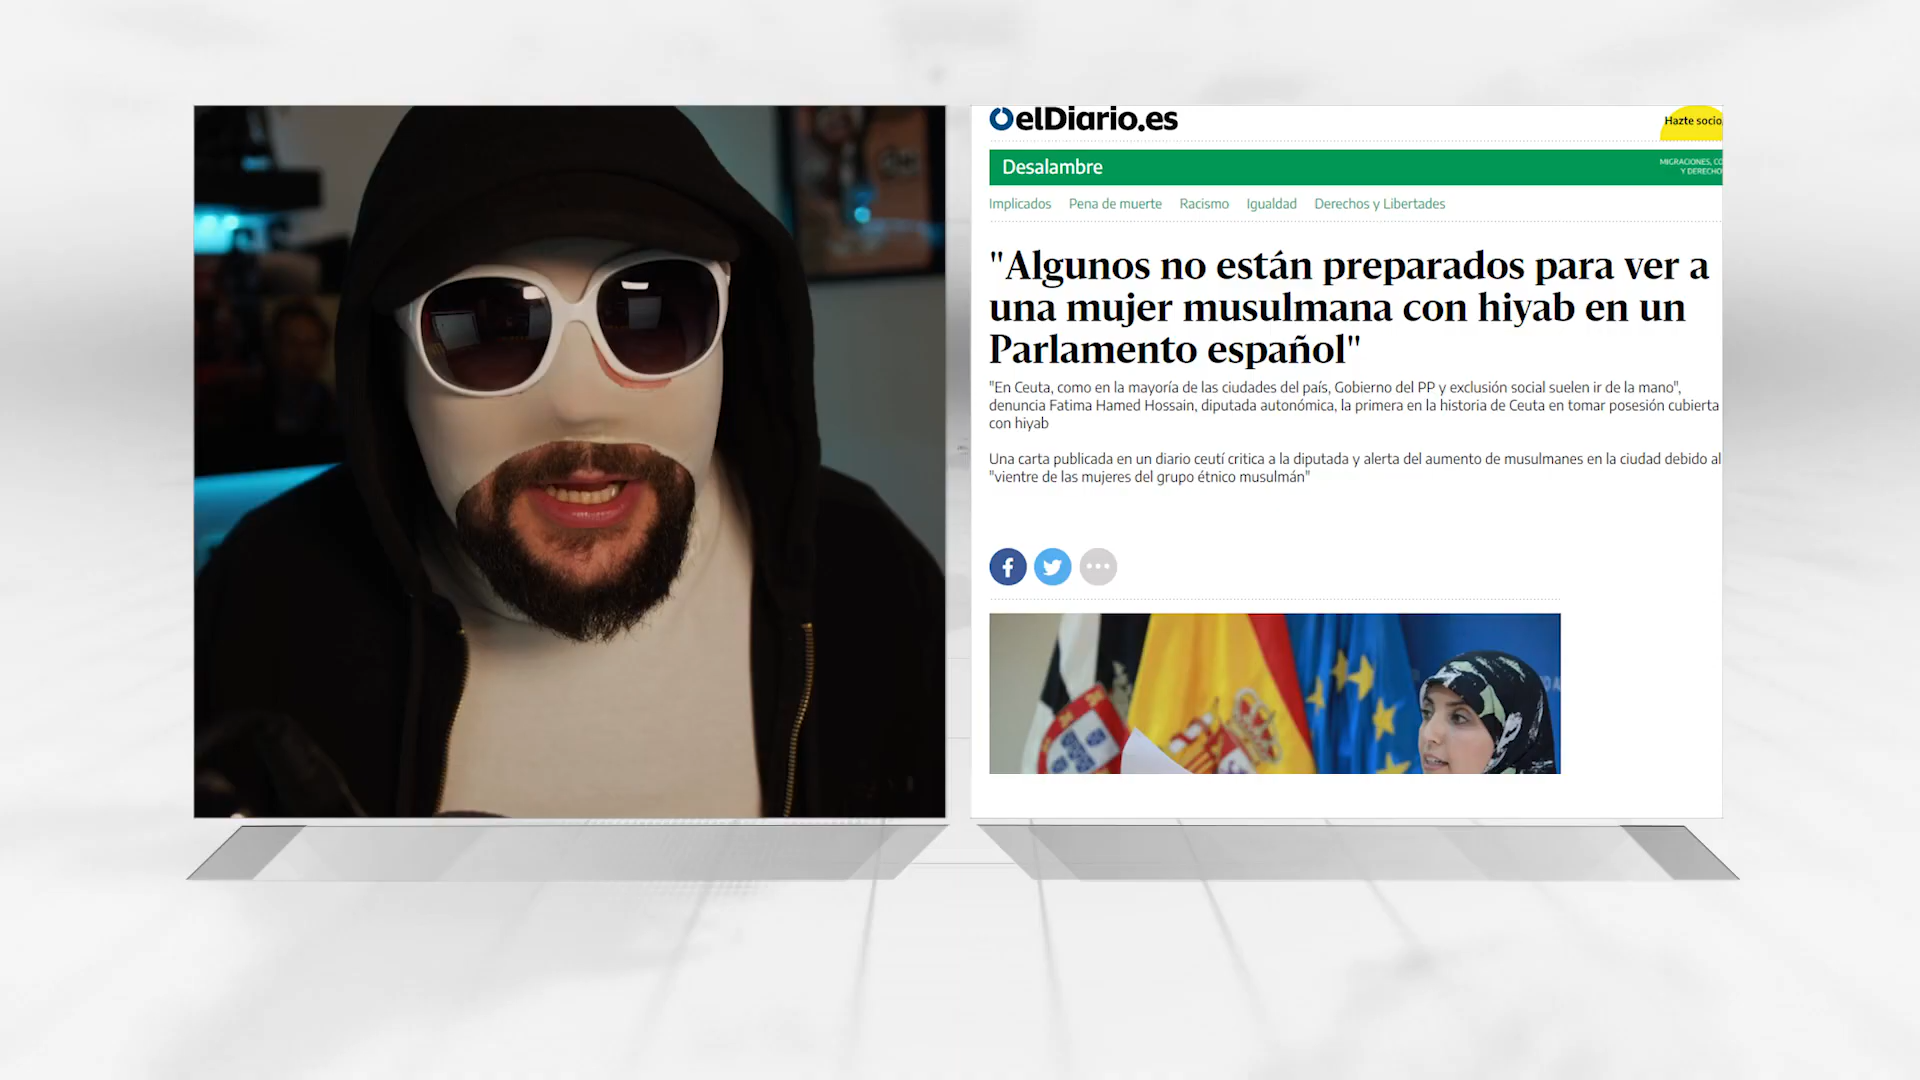 elDiario.es
Hazte socio
Desalambre
MIGRACIONES, CO
Y DERECHO
Implicados Pena de muerte Racismo Igualdad Derechos y Libertades
"Algunos no están preparados para ver a
una mujer musulmana con hiyab en un
Parlamento español"
"En Ceuta, como en la mayoría de las ciudades del país, Gobierno del PP y exclusión social suelen ir de la mano",
denuncia Fatima Hamed Hossain, diputada autonómica, la primera en la historia de Ceuta en tomar posesión cubierta
con hiyab
Una carta publicada en un diario ceutí critica a la diputada y alerta del aumento de musulmanes en la ciudad debido al
"vientre de las mujeres del grupo étnico musulmán"